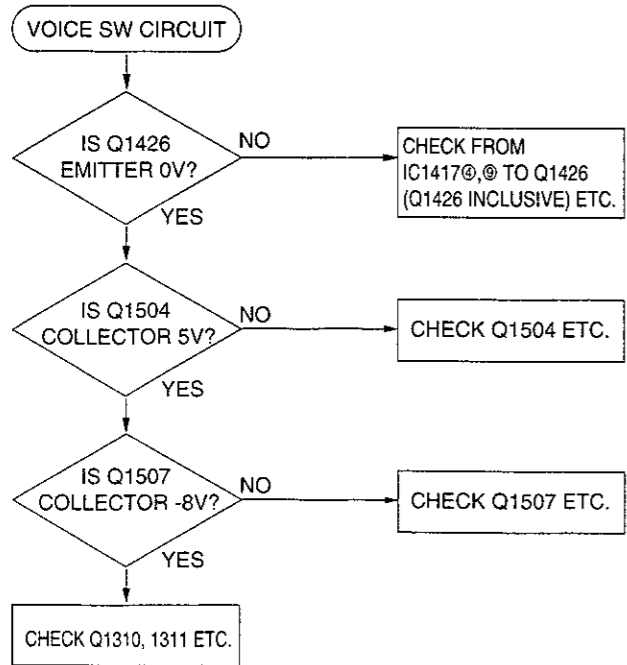 VOICE SW CIRCUIT
IS Q1426
EMITTER 0V?
NO
CHECK FROM
IC1417④,⑨ TO Q1426
(Q1426 INCLUSIVE) ETC.
YES
IS Q1504
COLLECTOR 5V?
NO
CHECK Q1504 ETC.
YES
IS Q1507
COLLECTOR -8V?
NO
CHECK Q1507 ETC.
YES
CHECK Q1310, 1311 ETC.